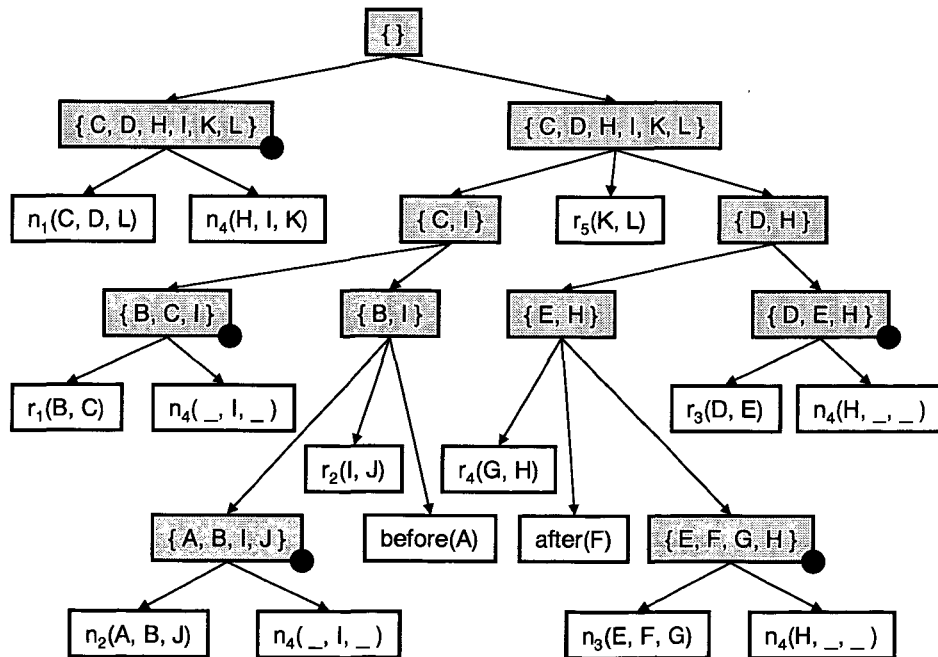 { }
{ C, D, H, I, K, L }
{ C, D, H, I, K, L }
n₁(C, D, L)
n₄(H, I, K)
{ C, I }
r₅(K, L)
{ D, H }
{ B, C, I }
{ B, I }
{ E, H }
{ D, E, H }
r₁(B, C)
n₄( _, I, _ )
r₃(D, E)
n₄(H, _, _ )
r₂(I, J)
r₄(G, H)
{ A, B, I, J }
before(A)
after(F)
{ E, F, G, H }
n₂(A, B, J)
n₄( _, I, _ )
n₃(E, F, G)
n₄(H, _, _ )